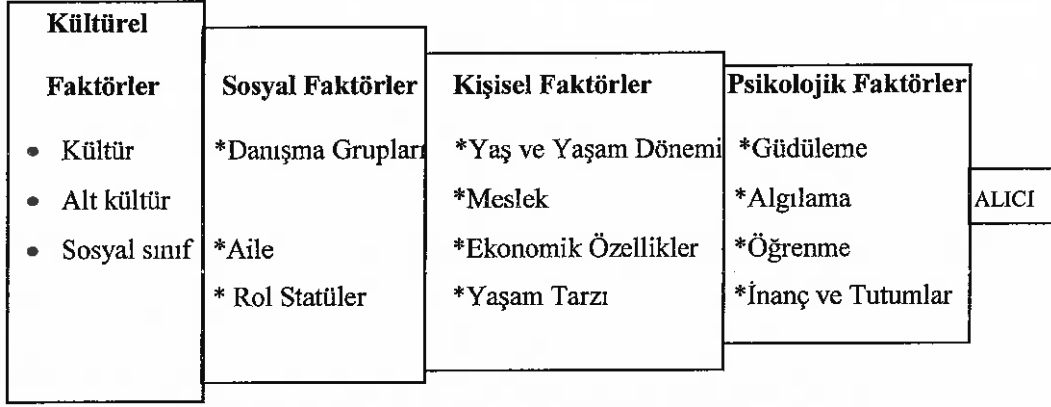 Kültürel
Faktörler
• Kültür
• Alt kültür
• Sosyal sınıf
Sosyal Faktörler
*Danışma Grupları
*Aile
* Rol Statüler
Kişisel Faktörler
*Yaş ve Yaşam Dönemi
*Meslek
*Ekonomik Özellikler
*Yaşam Tarzı
Psikolojik Faktörler
*Güdüleme
*Algılama
*Öğrenme
*İnanç ve Tutumlar
ALICI